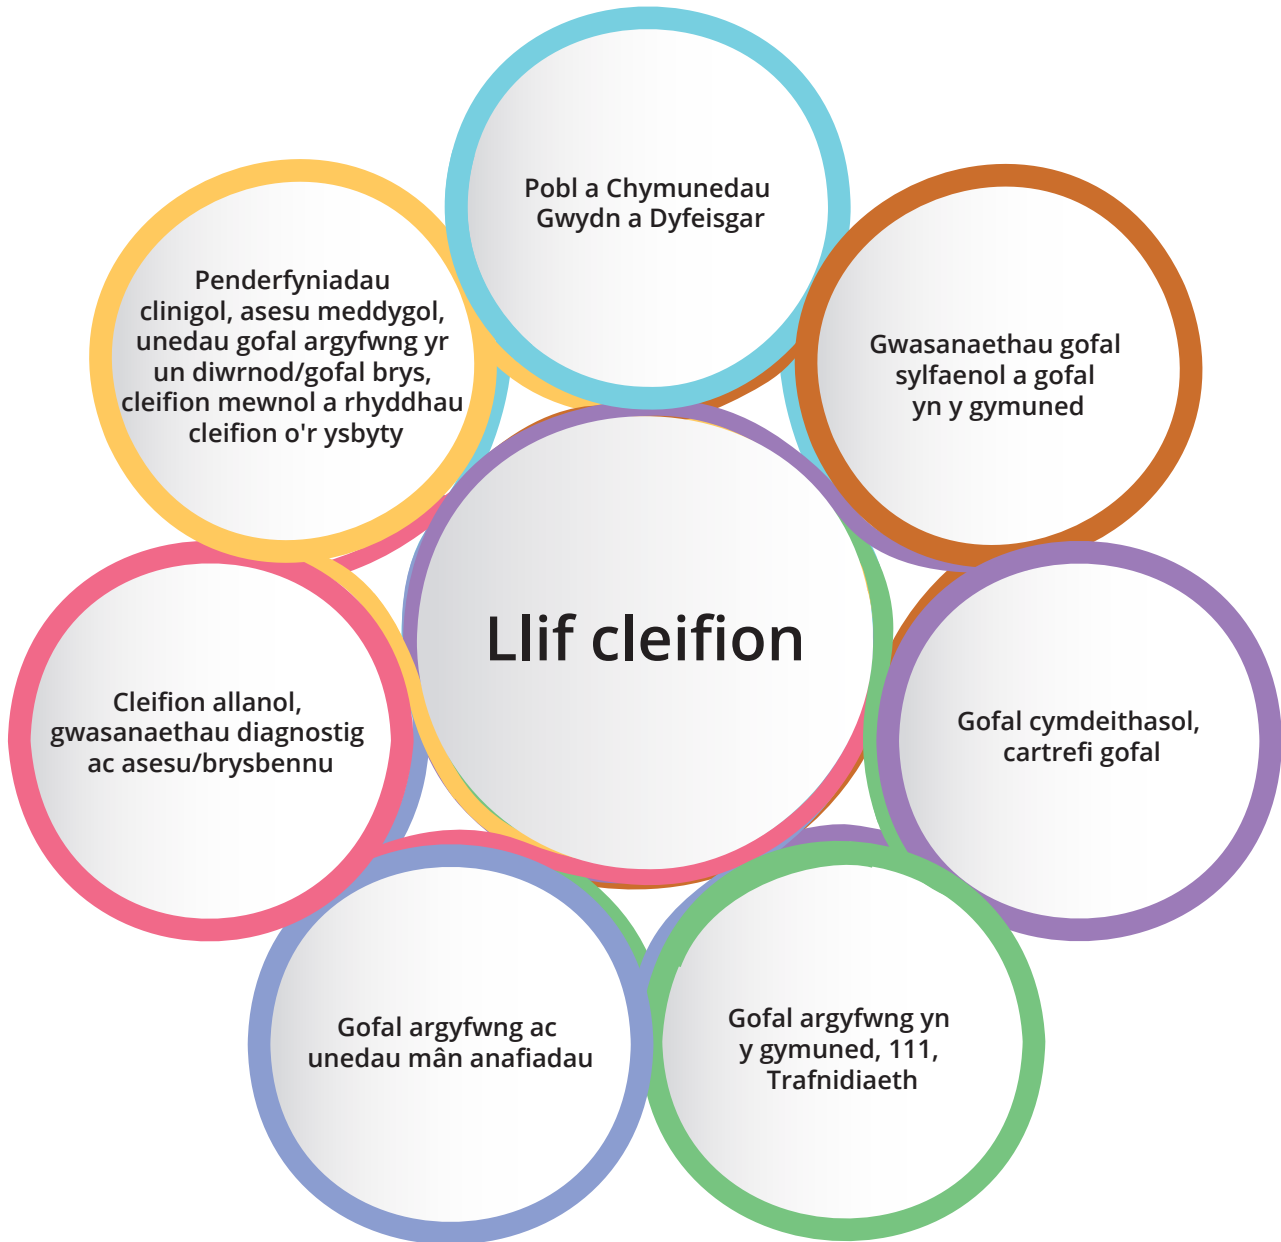 Pobl a Chymunedau
Gwydn a Dyfeisgar
Penderfyniadau
clinigol, asesu meddygol,
unedau gofal argyfwng yr
un diwrnod/gofal brys,
cleifion mewnol a rhyddhau
cleifion o'r ysbyty
Gwasanaethau gofal
sylfaenol a gofal
yn y gymuned
Llif cleifion
Cleifion allanol,
gwasanaethau diagnostig
ac asesu/brysbennu
Gofal cymdeithasol,
cartrefi gofal
Gofal argyfwng ac
unedau mân anafiadau
Gofal argyfwng yn
y gymuned, 111,
Trafnidiaeth